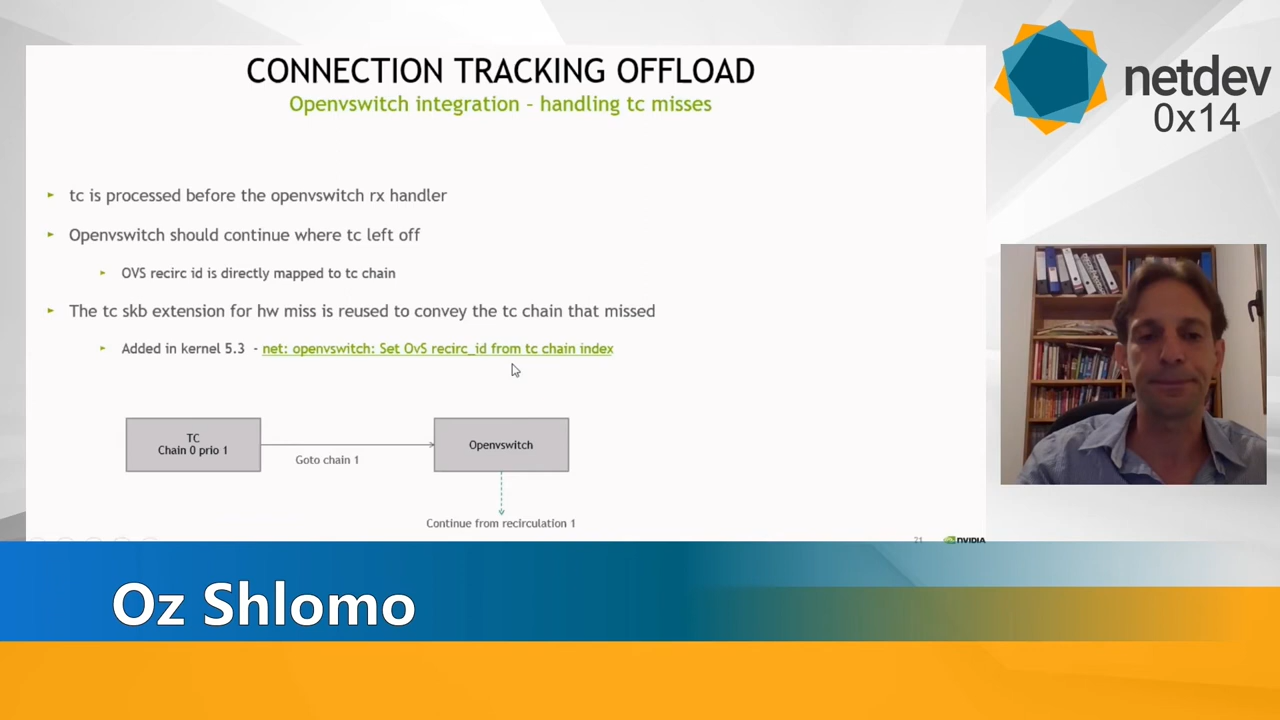 CONNECTION TRACKING OFFLOAD
Openvswitch integration – handling tc misses
netdev
0x14
tc is processed before the openvswitch rx handler
Openvswitch should continue where tc left off
OVS recirc id is directly mapped to tc chain
The tc skb extension for hw miss is reused to convey the tc chain that missed
Added in kernel 5.3 - net: openvswitch: Set OvS recirc_id from tc chain index
TC
Chain 0 prio 1
Goto chain 1
Openvswitch
Continue from recirculation 1
21
NVIDIA
Oz Shlomo